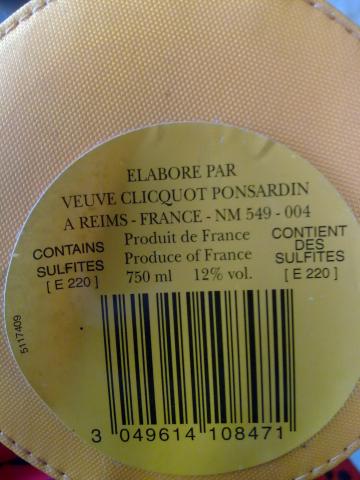 ELABORE PAR
VEUVE CLICQUOT PONSARDIN
A REIMS - FRANCE - NM 549 - 004
Produit de France
Produce of France
750 ml 12% vol.
CONTAINS
SULFITES
[ E 220 ]
CONTIENT
DES
SULFITES
[ E 220 ]
5117409
3 049614 108471